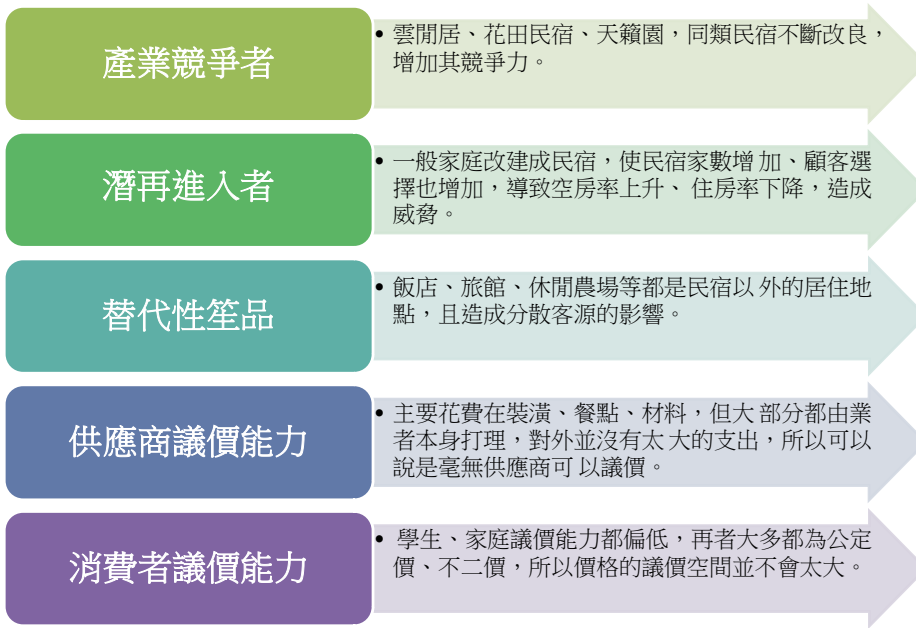 產業競爭者
• 雲閒居、花田民宿、天籟園，同類民宿不斷改良，
增加其競爭力。
潛再進入者
• 一般家庭改建成民宿，使民宿家數增 加、顧客選
擇也增加，導致空房率上升、 住房率下降，造成
威脅。
替代性笙品
• 飯店、旅館、休閒農場等都是民宿以 外的居住地
點，且造成分散客源的影響。
供應商議價能力
• 主要花費在裝潢、餐點、材料，但大 部分都由業
者本身打理，對外並沒有太 大的支出，所以可以
說是毫無供應商可 以議價。
消費者議價能力
• 學生、家庭議價能力都偏低，再者大多都為公定
價、不二價，所以價格的議價空間並不會太大。